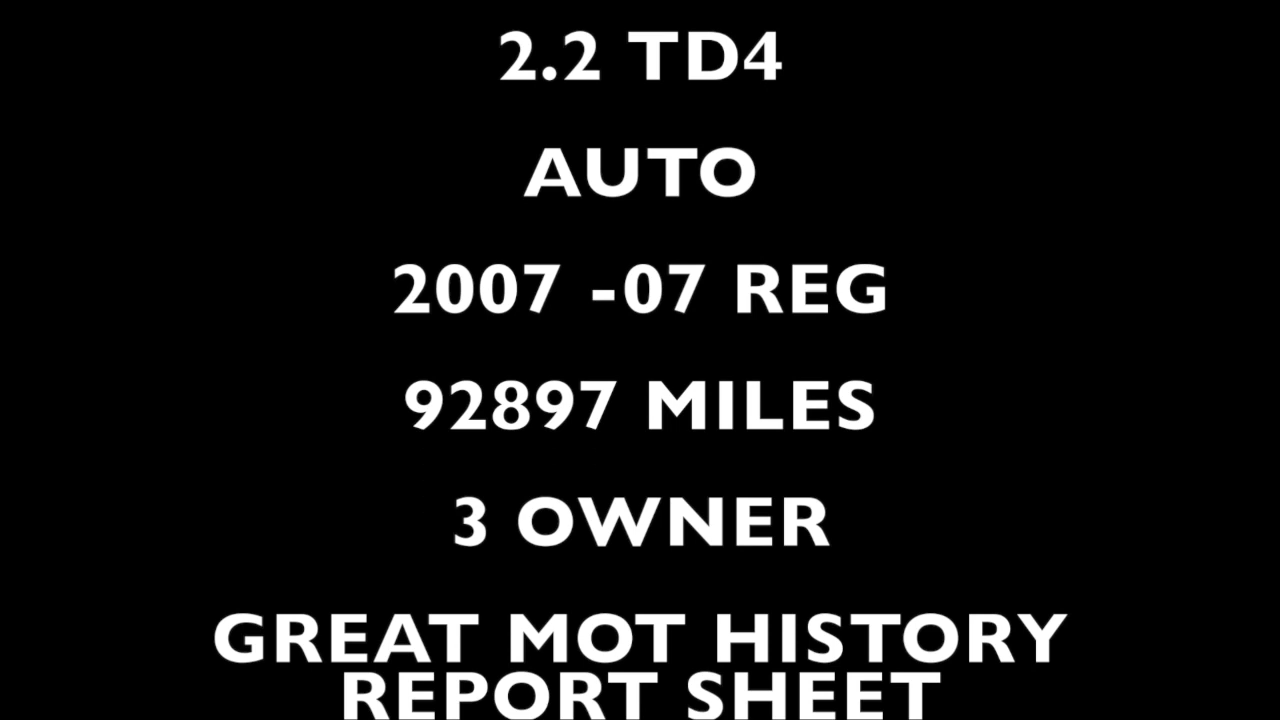 2.2 TD4
AUTO
2007 -07 REG
92897 MILES
3 OWNER
GREAT MOT HISTORY
REPORT SHEET